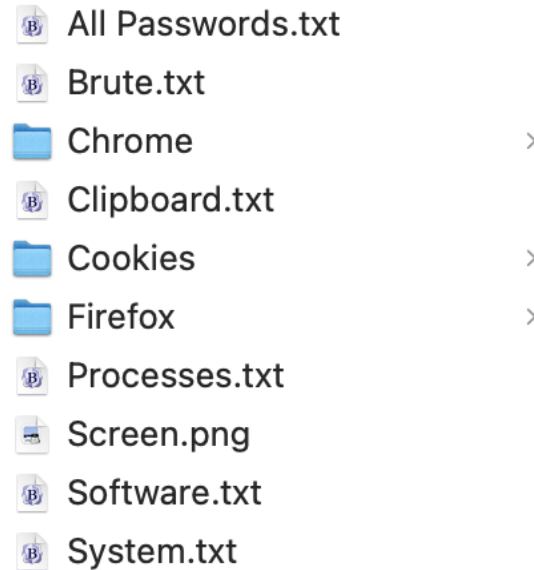 All Passwords.txt
Brute.txt
Chrome
Clipboard.txt
Cookies
Firefox
Processes.txt
Screen.png
Software.txt
System.txt